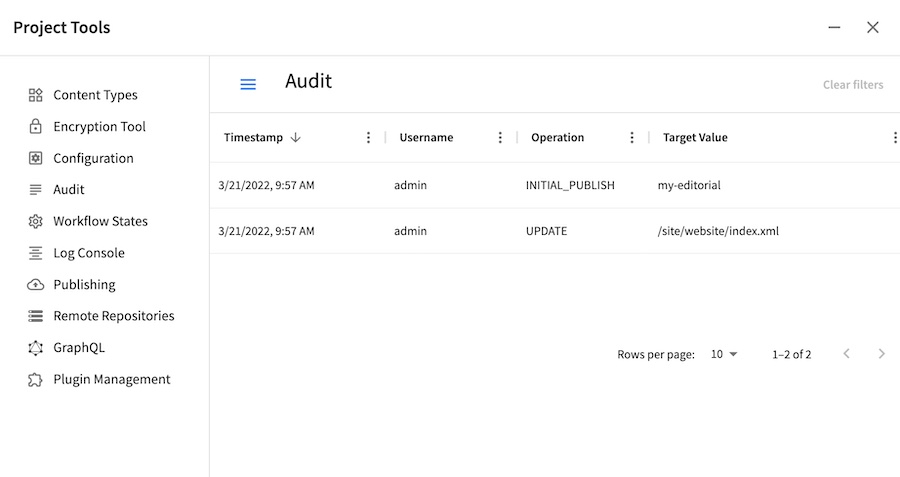 Project Tools
Content Types
Encryption Tool
Configuration
Audit
Workflow States
Log Console
Publishing
Remote Repositories
GraphQL
Plugin Management
Audit
Clear filters
Timestamp Username Operation Target Value
3/21/2022, 9:57 AM admin INITIAL_PUBLISH my-editorial
3/21/2022, 9:57 AM admin UPDATE /site/website/index.xml
Rows per page: 10 1–2 of 2